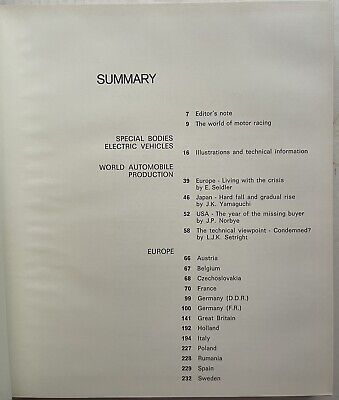 SUMMARY
7 Editor's note
9 The world of motor racing
SPECIAL BODIES
ELECTRIC VEHICLES
16 Illustrations and technical information
WORLD AUTOMOBILE
PRODUCTION
39 Europe - Living with the crisis
by E. Seidler
46 Japan - Hard fall and gradual rise
by J.K. Yamaguchi
52 USA - The year of the missing buyer
by J.P. Norbye
58 The technical viewpoint - Condemned?
by L.J.K. Setright
EUROPE
66 Austria
67 Belgium
68 Czechoslovakia
70 France
99 Germany (D.D.R.)
100 Germany (F.R.)
141 Great Britain
192 Holland
194 Italy
227 Poland
228 Rumania
229 Spain
232 Sweden